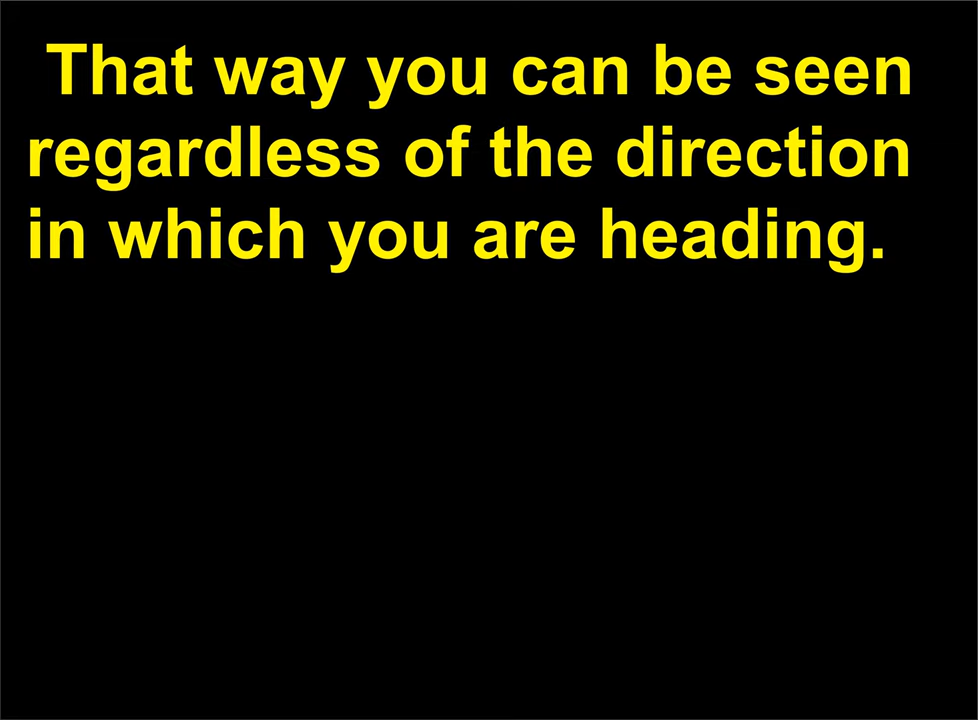 That way you can be seen
regardless of the direction
in which you are heading.